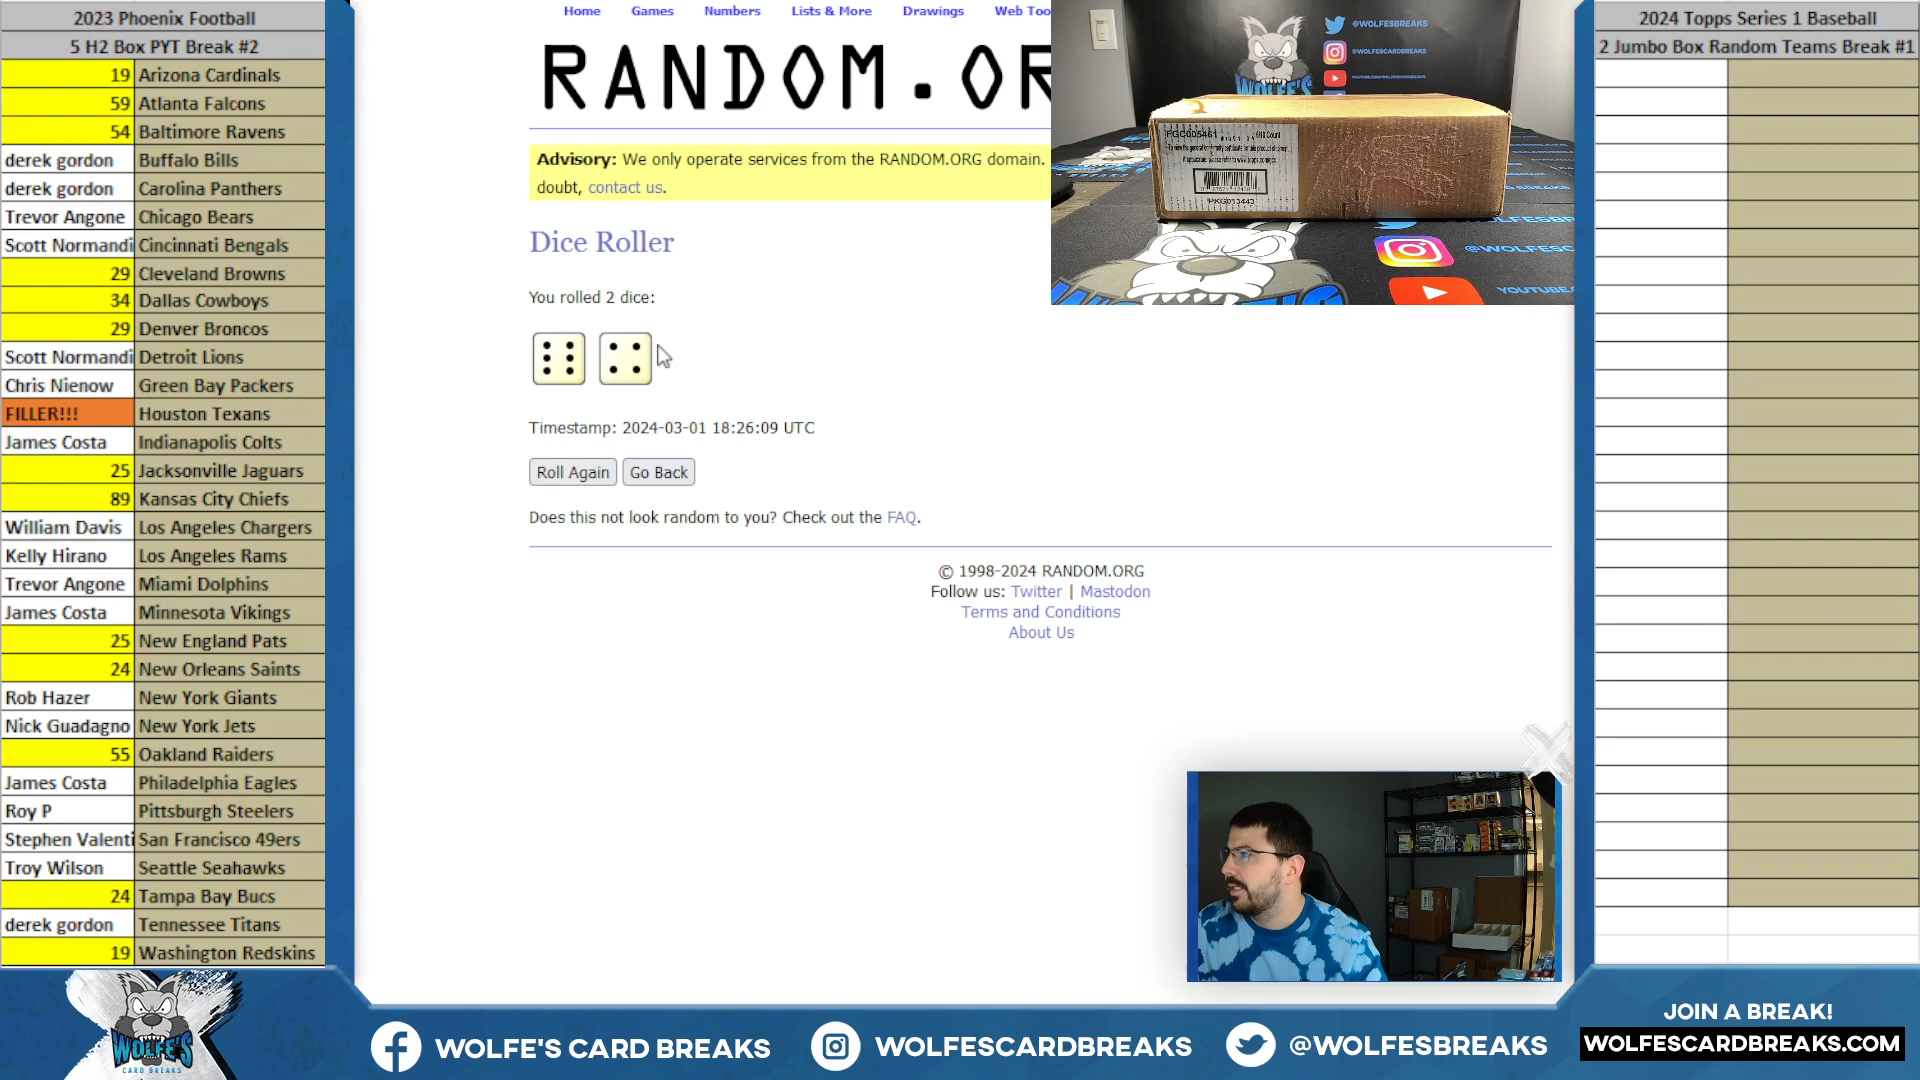 2023 Phoenix Football
5 H2 Box PYT Break #2
19 Arizona Cardinals
59 Atlanta Falcons
54 Baltimore Ravens
derek gordon Buffalo Bills
derek gordon Carolina Panthers
Trevor Angone Chicago Bears
Scott Normandi Cincinnati Bengals
29 Cleveland Browns
34 Dallas Cowboys
29 Denver Broncos
Scott Normandi Detroit Lions
Chris Nienow Green Bay Packers
FILLER!!! Houston Texans
James Costa Indianapolis Colts
25 Jacksonville Jaguars
89 Kansas City Chiefs
William Davis Los Angeles Chargers
Kelly Hirano Los Angeles Rams
Trevor Angone Miami Dolphins
James Costa Minnesota Vikings
25 New England Pats
24 New Orleans Saints
Rob Hazer New York Giants
Nick Guadagno New York Jets
55 Oakland Raiders
James Costa Philadelphia Eagles
Roy P Pittsburgh Steelers
Stephen Valenti San Francisco 49ers
Troy Wilson Seattle Seahawks
24 Tampa Bay Bucs
derek gordon Tennessee Titans
19 Washington Redskins
Home Games Numbers Lists & More Drawings Web Too
RANDOM.OR
Advisory: We only operate services from the RANDOM.ORG domain.
doubt, contact us.
Dice Roller
You rolled 2 dice:
Timestamp: 2024-03-01 18:26:09 UTC
Roll Again Go Back
Does this not look random to you? Check out the FAQ.
© 1998-2024 RANDOM.ORG
Follow us: Twitter | Mastodon
Terms and Conditions
About Us
@WOLFESBREAKS
@WOLFESCARDBREAKS
WOLFE'S
FGC005461
PKG013443
@WOLFESC
YOUTUBE.
2024 Topps Series 1 Baseball
2 Jumbo Box Random Teams Break #1
WOLFE'S
CARD BREAKS
WOLFE'S CARD BREAKS
WOLFESCARDBREAKS
@WOLFESBREAKS
JOIN A BREAK!
WOLFESCARDBREAKS.COM